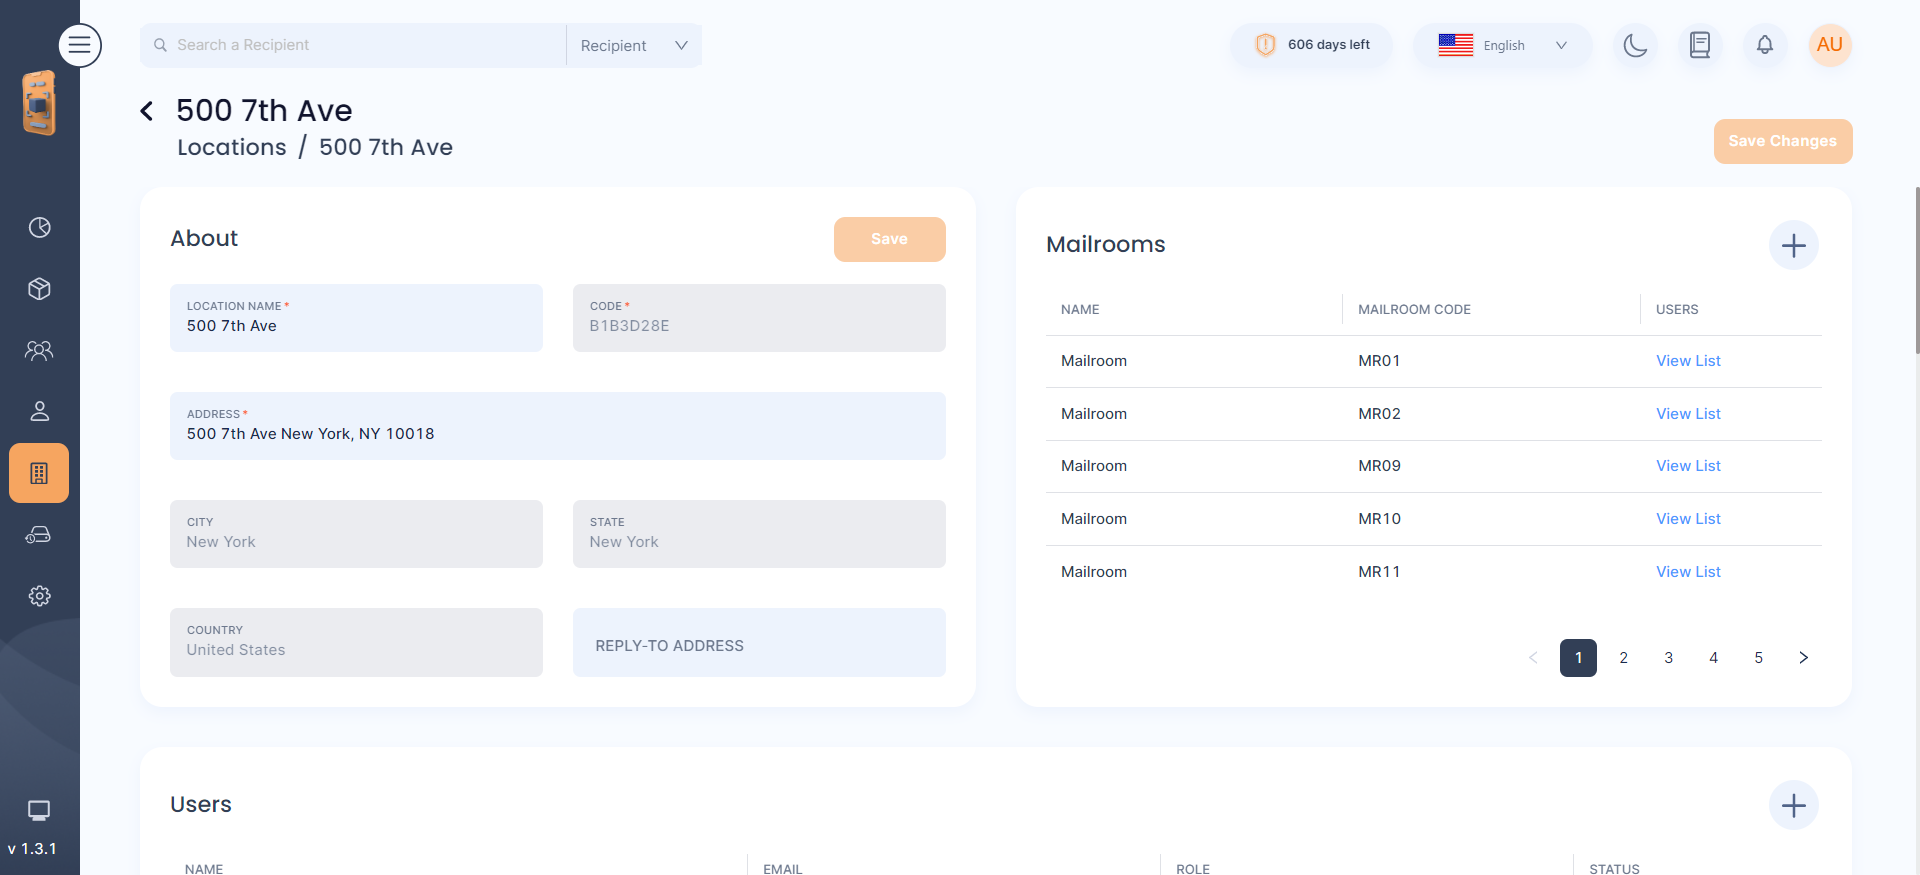 Search a Recipient
Recipient
606 days left
English
AU
500 7th Ave
Locations / 500 7th Ave
Save Changes
About
Save
LOCATION NAME *
500 7th Ave
CODE *
B1B3D28E
ADDRESS *
500 7th Ave New York, NY 10018
CITY
New York
STATE
New York
COUNTRY
United States
REPLY-TO ADDRESS
Mailrooms
NAME MAILROOM CODE USERS
Mailroom MR01 View List
Mailroom MR02 View List
Mailroom MR09 View List
Mailroom MR10 View List
Mailroom MR11 View List
1 2 3 4 5
Users
NAME EMAIL ROLE STATUS
v 1.3.1